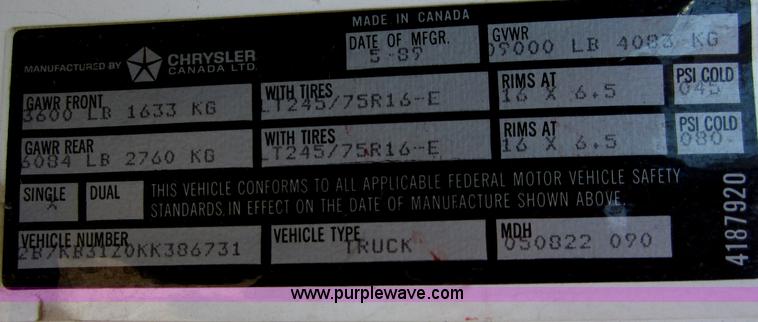 MADE IN CANADA
MANUFACTURED BY CHRYSLER CANADA LTD.
DATE OF MFGR. 5-89
GVWR 09000 LB 4083 KG
GAWR FRONT 3600 LB 1633 KG
WITH TIRES LT245/75R16-E
RIMS AT 16 X 6.5
PSI COLD 045
GAWR REAR 6084 LB 2760 KG
WITH TIRES LT245/75R16-E
RIMS AT 16 X 6.5
PSI COLD 080
SINGLE X DUAL
THIS VEHICLE CONFORMS TO ALL APPLICABLE FEDERAL MOTOR VEHICLE SAFETY
STANDARDS, IN EFFECT ON THE DATE OF MANUFACTURE SHOWN ABOVE.
VEHICLE NUMBER 2B7KB31Z0KK386731
VEHICLE TYPE TRUCK
MDH 050822 090
4187920
www.purplewave.com